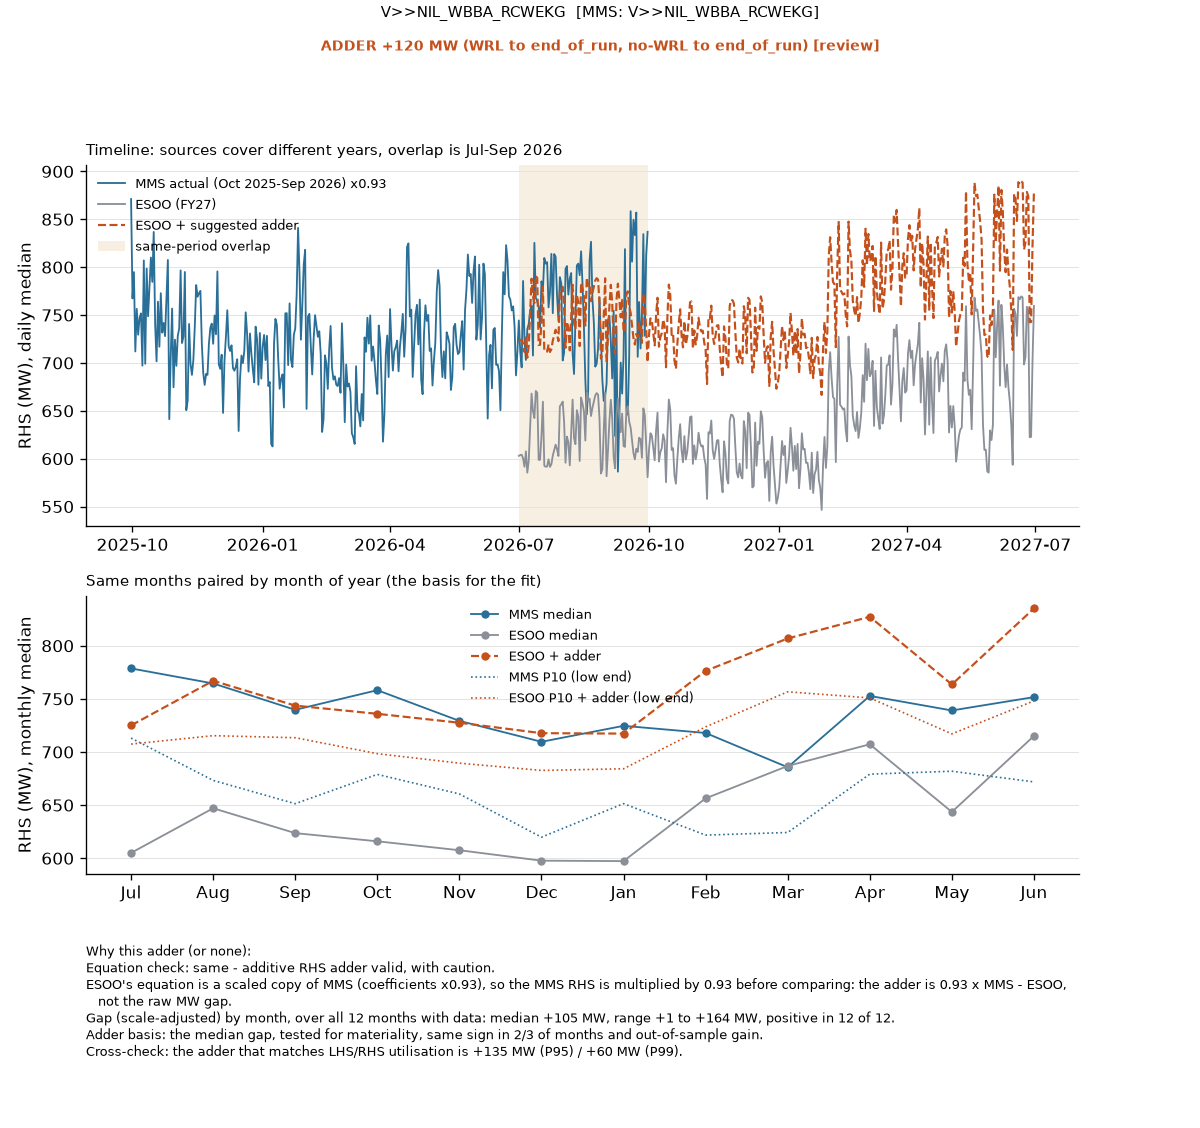 V>>NIL_WBBA_RCWEKG  [MMS: V>>NIL_WBBA_RCWEKG]
ADDER +120 MW (WRL to end_of_run, no-WRL to end_of_run) [review]
Timeline: sources cover different years, overlap is Jul-Sep 2026
RHS (MW), daily median
900
850
800
750
700
650
600
550
MMS actual (Oct 2025-Sep 2026) x0.93
ESOO (FY27)
ESOO + suggested adder
same-period overlap
2025-10 2026-01 2026-04 2026-07 2026-10 2027-01 2027-04 2027-07
Same months paired by month of year (the basis for the fit)
RHS (MW), monthly median
800
750
700
650
600
MMS median
ESOO median
ESOO + adder
MMS P10 (low end)
ESOO P10 + adder (low end)
Jul Aug Sep Oct Nov Dec Jan Feb Mar Apr May Jun
Why this adder (or none):
Equation check: same - additive RHS adder valid, with caution.
ESOO's equation is a scaled copy of MMS (coefficients x0.93), so the MMS RHS is multiplied by 0.93 before comparing: the adder is 0.93 x MMS - ESOO,
not the raw MW gap.
Gap (scale-adjusted) by month, over all 12 months with data: median +105 MW, range +1 to +164 MW, positive in 12 of 12.
Adder basis: the median gap, tested for materiality, same sign in 2/3 of months and out-of-sample gain.
Cross-check: the adder that matches LHS/RHS utilisation is +135 MW (P95) / +60 MW (P99).